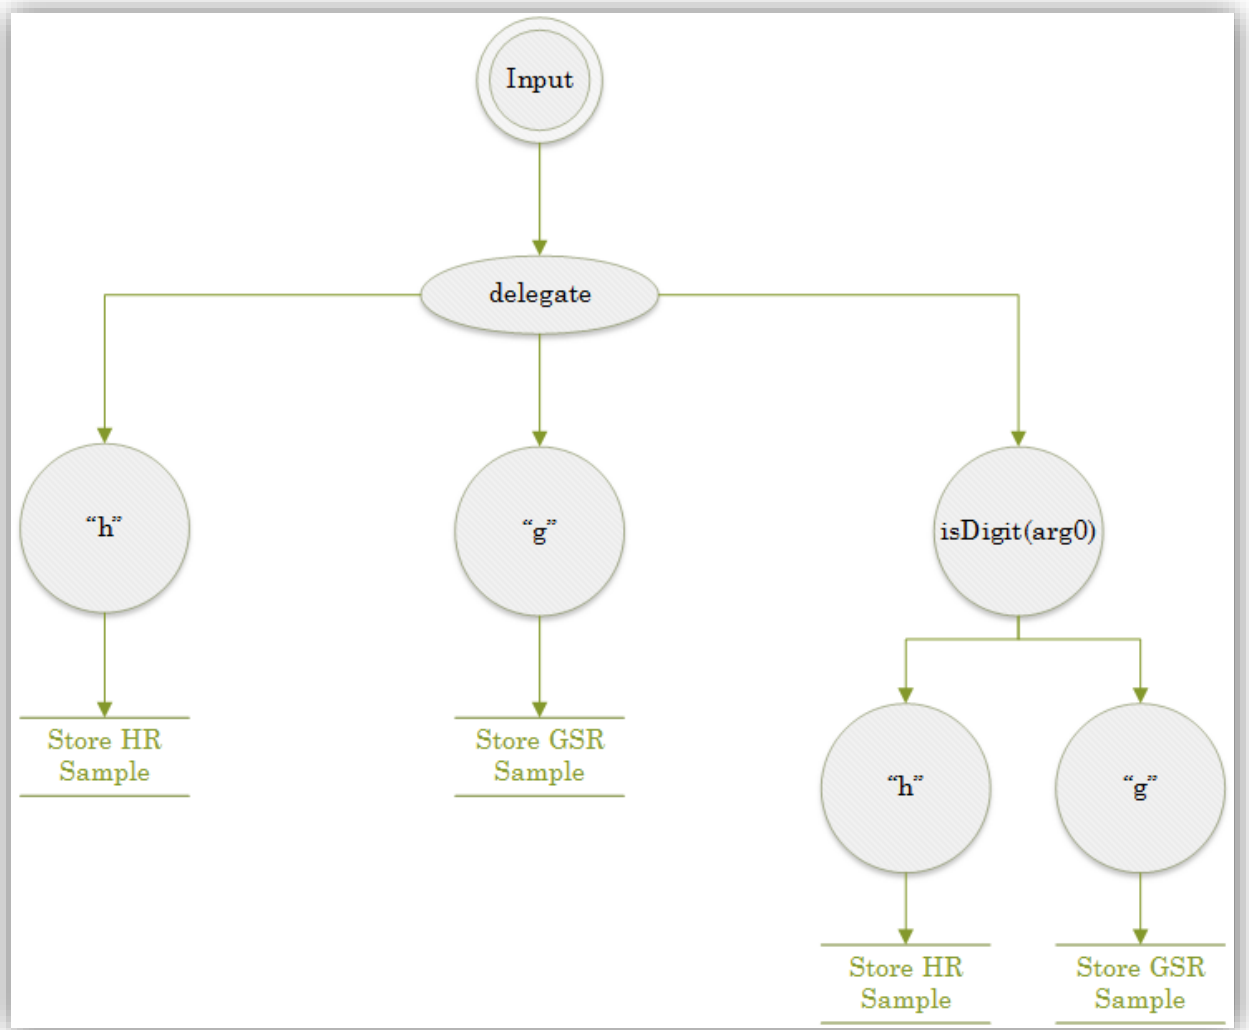 Input
delegate
“h”
“g”
isDigit(arg0)
Store HR
Sample
Store GSR
Sample
“h”
“g”
Store HR
Sample
Store GSR
Sample